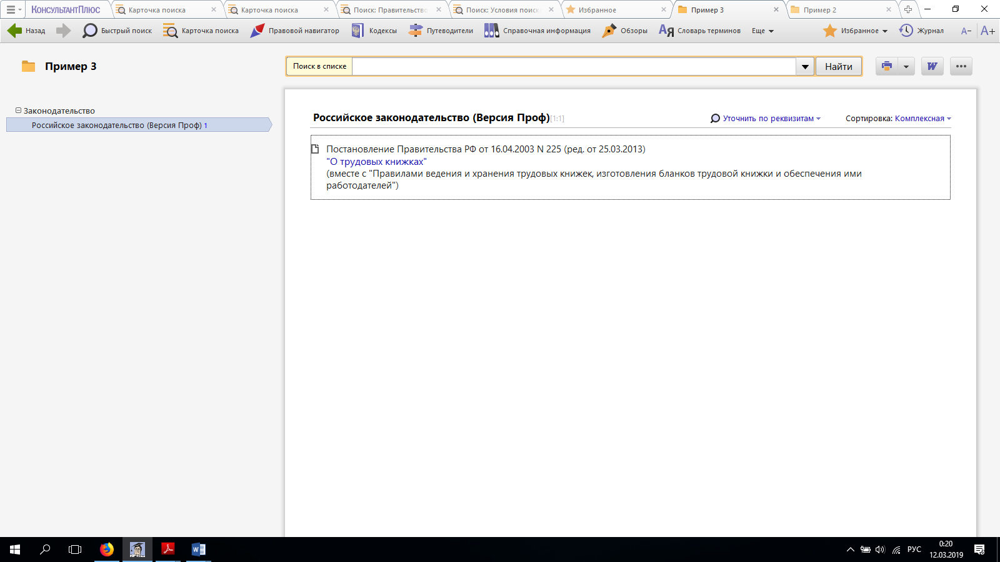 КонсультантПлюс
Карточка поиска
Карточка поиска
Поиск: Правительство
Поиск: Условия поиск
Избранное
Пример 3
Пример 2
Назад
Быстрый поиск
Карточка поиска
Правовой навигатор
Кодексы
Путеводители
Справочная информация
Обзоры
Словарь терминов
Еще
Избранное
Журнал
А−
А+
Пример 3
Поиск в списке
Найти
Законодательство
Российское законодательство (Версия Проф) 1
Российское законодательство (Версия Проф)[1:1]
Уточнить по реквизитам
Сортировка: Комплексная
Постановление Правительства РФ от 16.04.2003 N 225 (ред. от 25.03.2013)
"О трудовых книжках"
(вместе с "Правилами ведения и хранения трудовых книжек, изготовления бланков трудовой книжки и обеспечения ими
работодателей")
РУС
0:20
12.03.2019